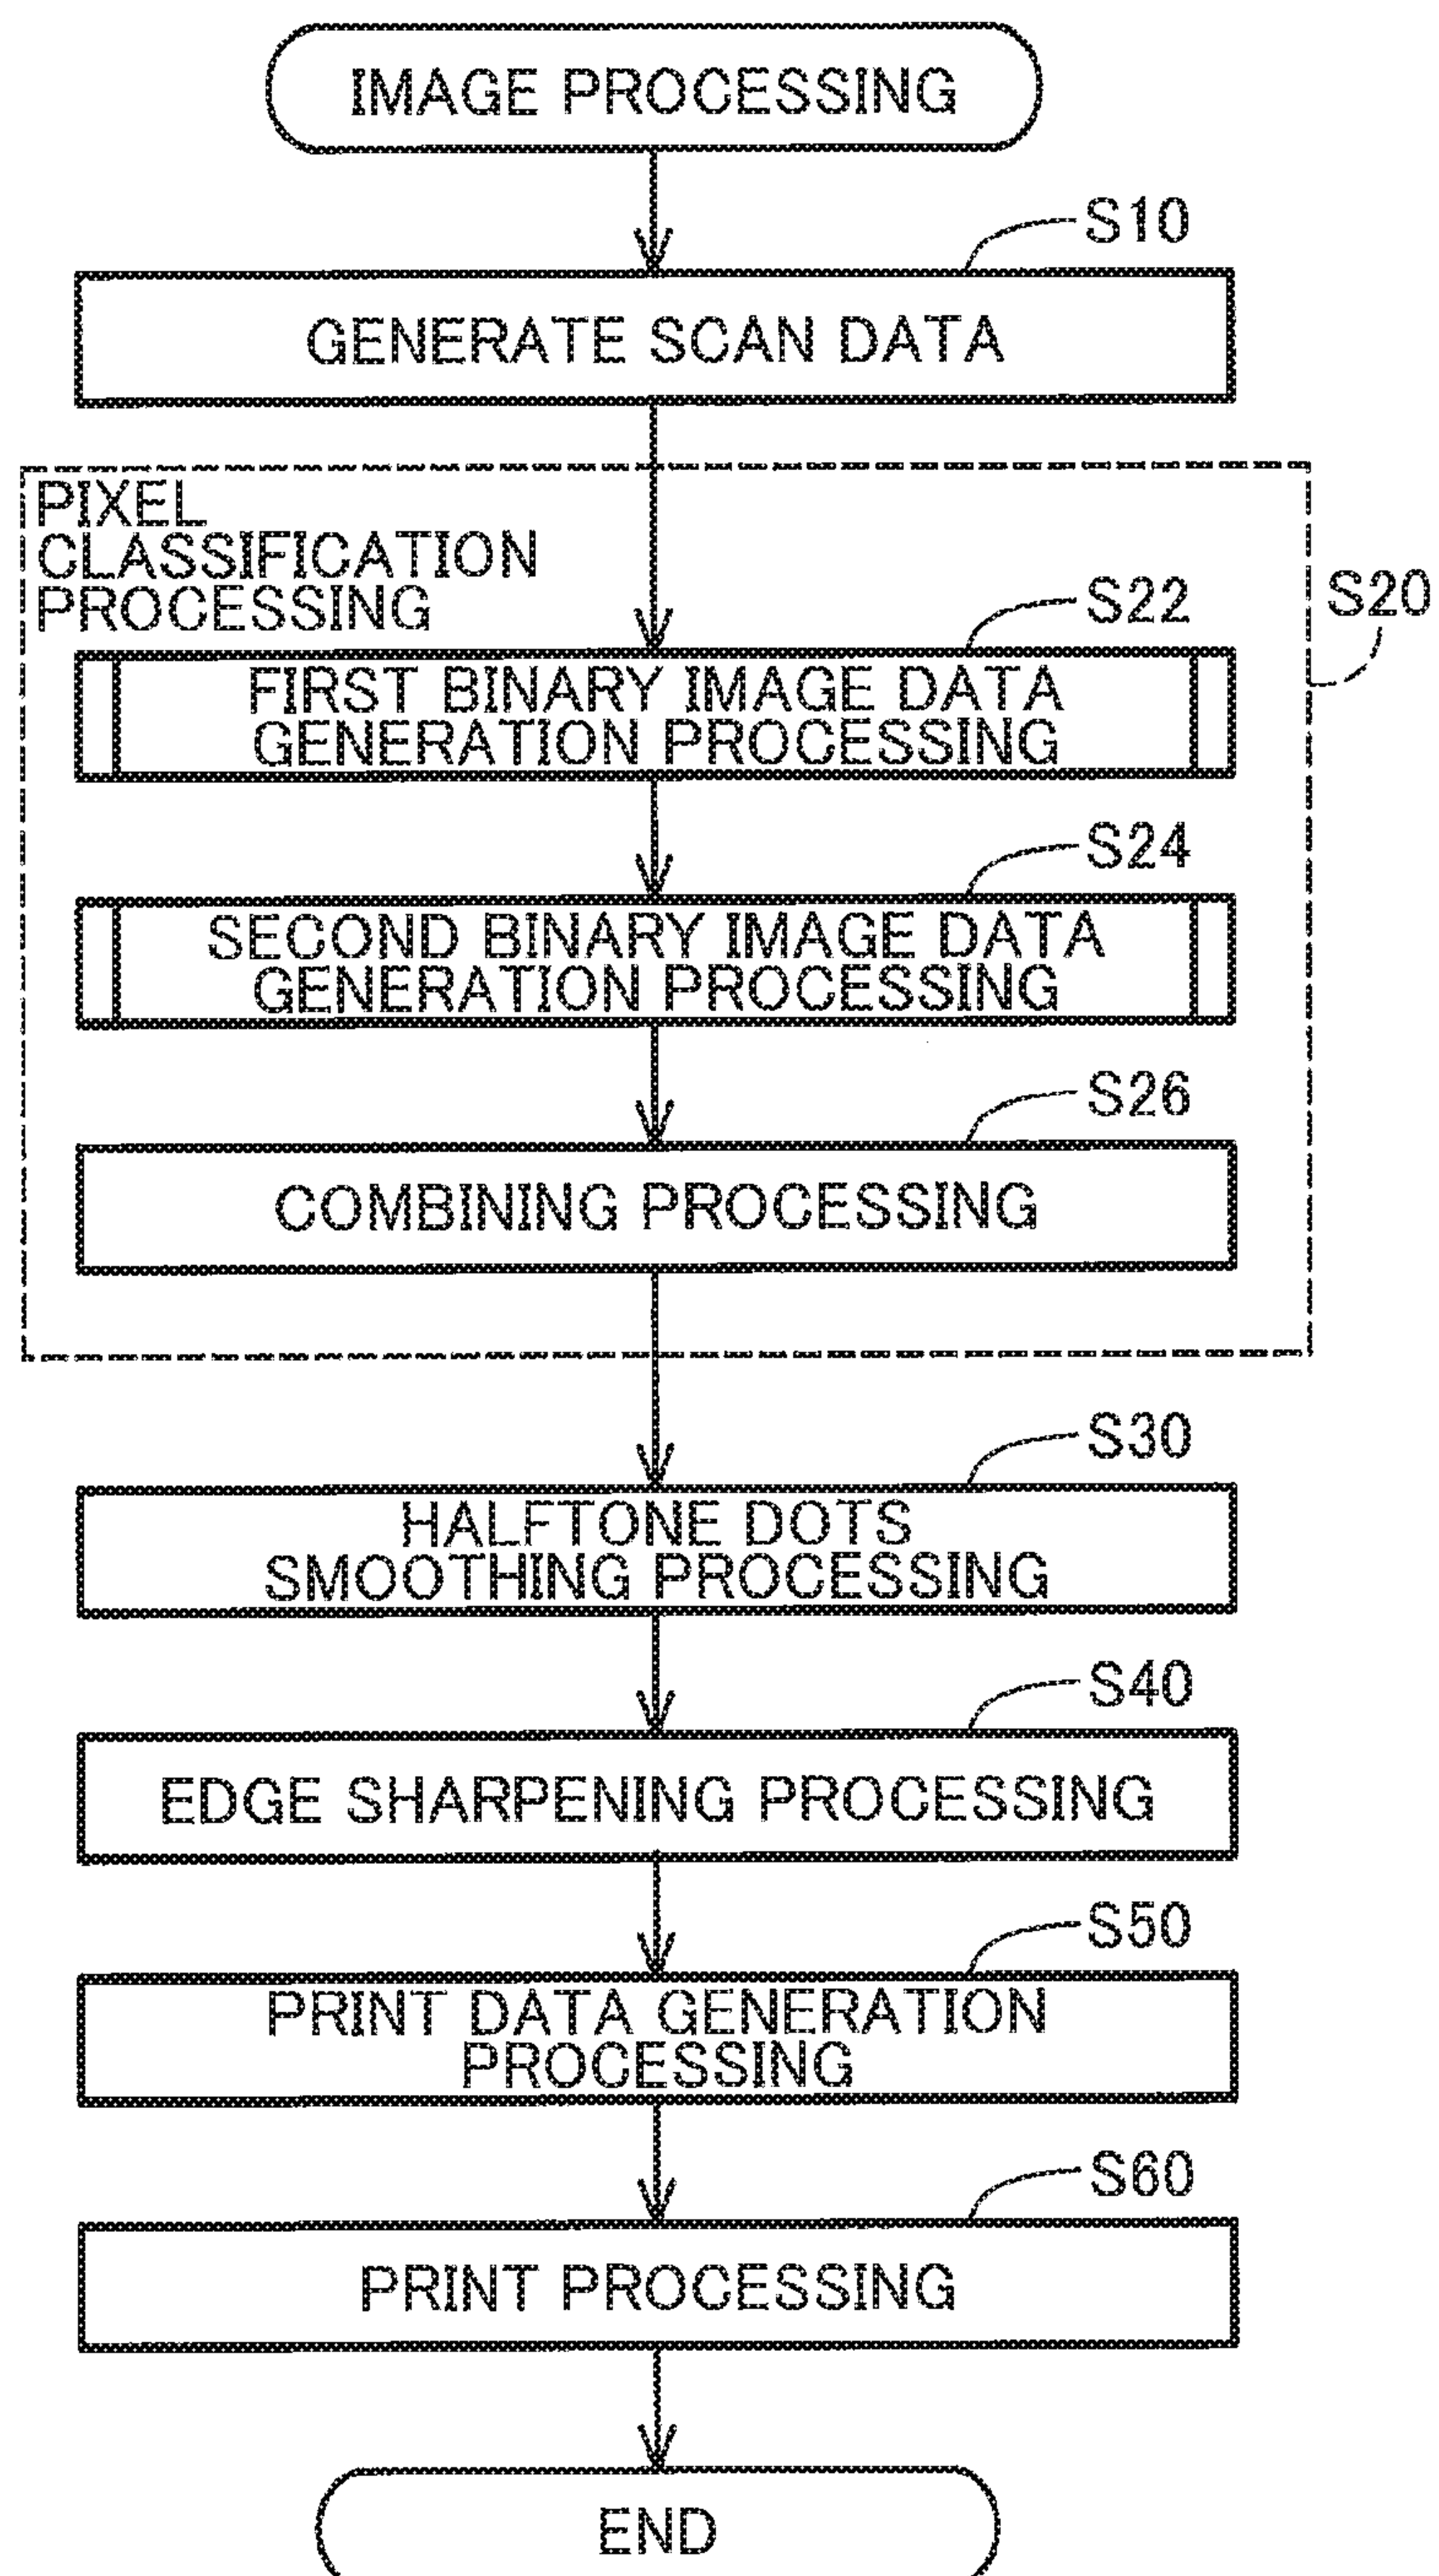 IMAGE PROCESSING
S10
GENERATE SCAN DATA
PIXEL
CLASSIFICATION
PROCESSING
S20
S22
FIRST BINARY IMAGE DATA
GENERATION PROCESSING
S24
SECOND BINARY IMAGE DATA
GENERATION PROCESSING
S26
COMBINING PROCESSING
S30
HALFTONE DOTS
SMOOTHING PROCESSING
S40
EDGE SHARPENING PROCESSING
S50
PRINT DATA GENERATION
PROCESSING
S60
PRINT PROCESSING
END